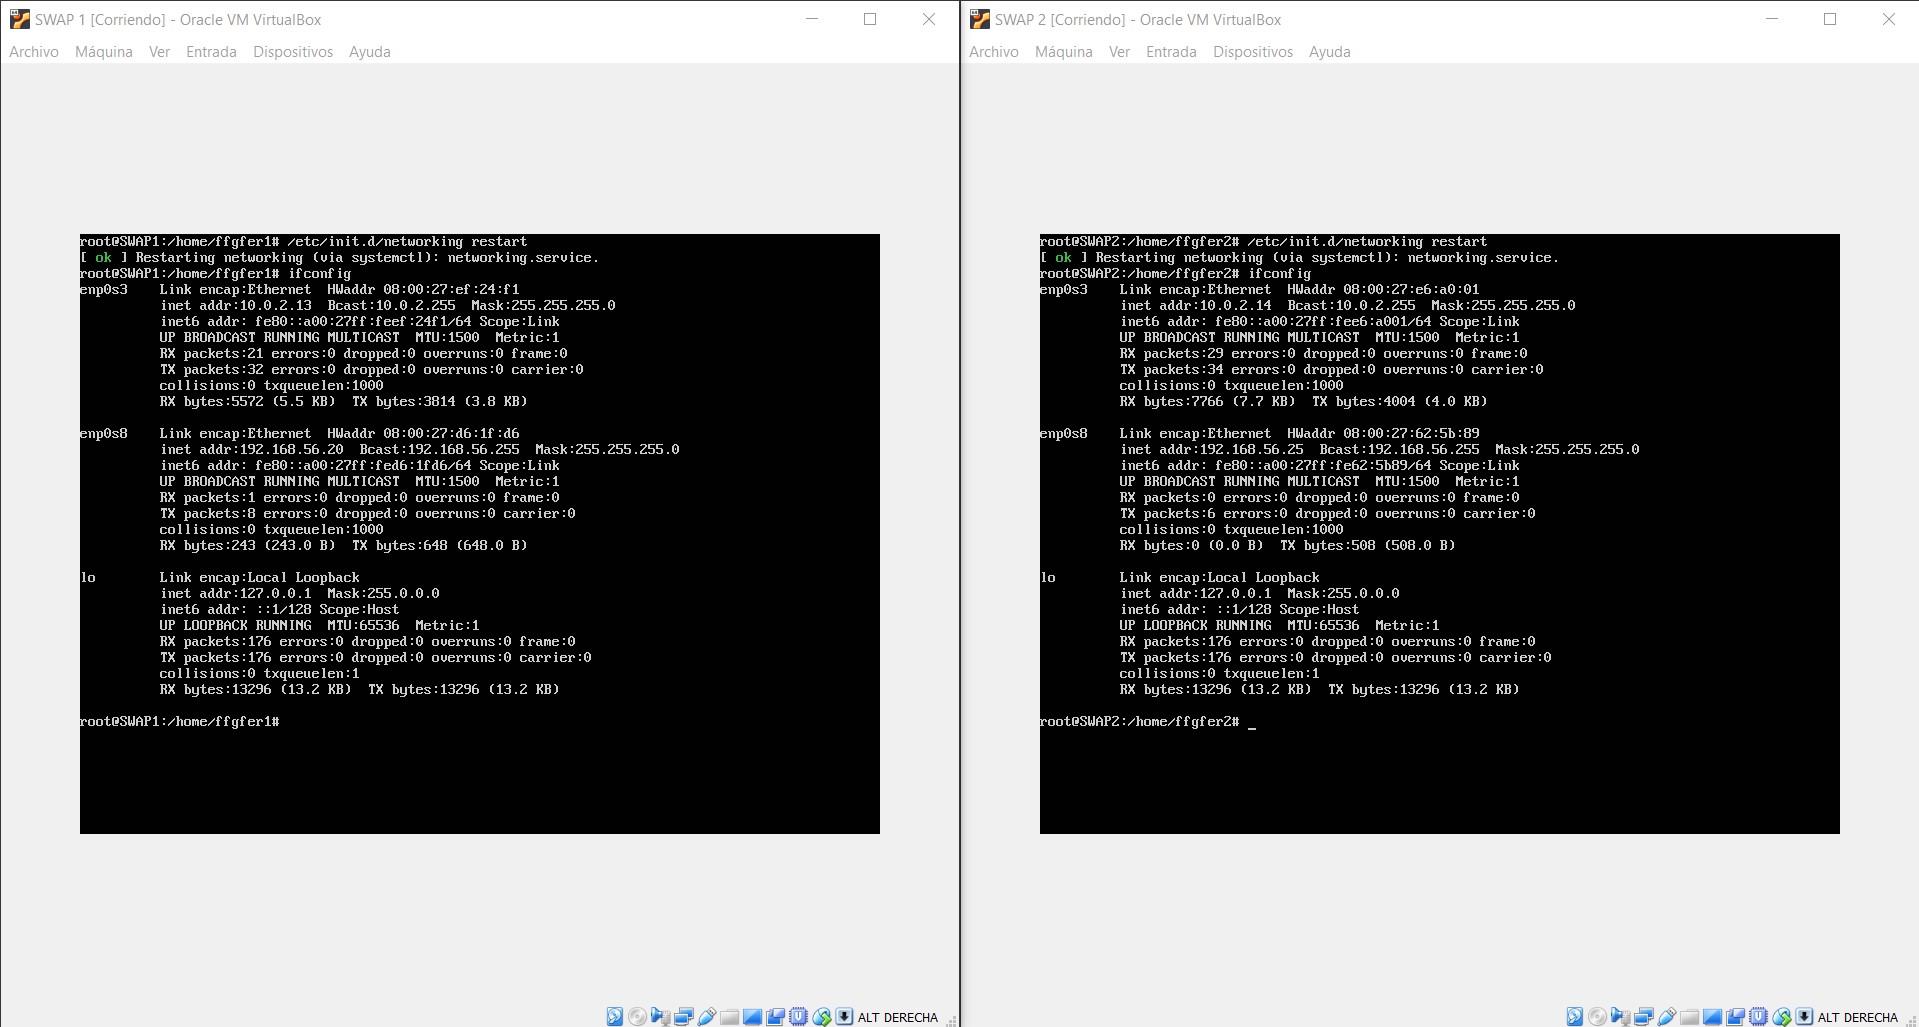 SWAP 1 [Corriendo] - Oracle VM VirtualBox
Archivo Máquina Ver Entrada Dispositivos Ayuda
root@SWAP1:/home/ffgfer1# /etc/init.d/networking restart
[ ok ] Restarting networking (via systemctl): networking.service.
root@SWAP1:/home/ffgfer1# ifconfig
enp0s3    Link encap:Ethernet  HWaddr 08:00:27:ef:24:f1
          inet addr:10.0.2.13  Bcast:10.0.2.255  Mask:255.255.255.0
          inet6 addr: fe80::a00:27ff:feef:24f1/64 Scope:Link
          UP BROADCAST RUNNING MULTICAST  MTU:1500  Metric:1
          RX packets:21 errors:0 dropped:0 overruns:0 frame:0
          TX packets:32 errors:0 dropped:0 overruns:0 carrier:0
          collisions:0 txqueuelen:1000
          RX bytes:5572 (5.5 KB)  TX bytes:3814 (3.8 KB)
enp0s8    Link encap:Ethernet  HWaddr 08:00:27:d6:1f:d6
          inet addr:192.168.56.20  Bcast:192.168.56.255  Mask:255.255.255.0
          inet6 addr: fe80::a00:27ff:fed6:1fd6/64 Scope:Link
          UP BROADCAST RUNNING MULTICAST  MTU:1500  Metric:1
          RX packets:1 errors:0 dropped:0 overruns:0 frame:0
          TX packets:8 errors:0 dropped:0 overruns:0 carrier:0
          collisions:0 txqueuelen:1000
          RX bytes:243 (243.0 B)  TX bytes:648 (648.0 B)
lo        Link encap:Local Loopback
          inet addr:127.0.0.1  Mask:255.0.0.0
          inet6 addr: ::1/128 Scope:Host
          UP LOOPBACK RUNNING  MTU:65536  Metric:1
          RX packets:176 errors:0 dropped:0 overruns:0 frame:0
          TX packets:176 errors:0 dropped:0 overruns:0 carrier:0
          collisions:0 txqueuelen:1
          RX bytes:13296 (13.2 KB)  TX bytes:13296 (13.2 KB)
root@SWAP1:/home/ffgfer1#
ALT DERECHA
SWAP 2 [Corriendo] - Oracle VM VirtualBox
Archivo Máquina Ver Entrada Dispositivos Ayuda
root@SWAP2:/home/ffgfer2# /etc/init.d/networking restart
[ ok ] Restarting networking (via systemctl): networking.service.
root@SWAP2:/home/ffgfer2# ifconfig
enp0s3    Link encap:Ethernet  HWaddr 08:00:27:e6:a0:01
          inet addr:10.0.2.14  Bcast:10.0.2.255  Mask:255.255.255.0
          inet6 addr: fe80::a00:27ff:fee6:a001/64 Scope:Link
          UP BROADCAST RUNNING MULTICAST  MTU:1500  Metric:1
          RX packets:29 errors:0 dropped:0 overruns:0 frame:0
          TX packets:34 errors:0 dropped:0 overruns:0 carrier:0
          collisions:0 txqueuelen:1000
          RX bytes:7766 (7.7 KB)  TX bytes:4004 (4.0 KB)
enp0s8    Link encap:Ethernet  HWaddr 08:00:27:62:5b:89
          inet addr:192.168.56.25  Bcast:192.168.56.255  Mask:255.255.255.0
          inet6 addr: fe80::a00:27ff:fe62:5b89/64 Scope:Link
          UP BROADCAST RUNNING MULTICAST  MTU:1500  Metric:1
          RX packets:0 errors:0 dropped:0 overruns:0 frame:0
          TX packets:6 errors:0 dropped:0 overruns:0 carrier:0
          collisions:0 txqueuelen:1000
          RX bytes:0 (0.0 B)  TX bytes:508 (508.0 B)
lo        Link encap:Local Loopback
          inet addr:127.0.0.1  Mask:255.0.0.0
          inet6 addr: ::1/128 Scope:Host
          UP LOOPBACK RUNNING  MTU:65536  Metric:1
          RX packets:176 errors:0 dropped:0 overruns:0 frame:0
          TX packets:176 errors:0 dropped:0 overruns:0 carrier:0
          collisions:0 txqueuelen:1
          RX bytes:13296 (13.2 KB)  TX bytes:13296 (13.2 KB)
root@SWAP2:/home/ffgfer2# _
ALT DERECHA